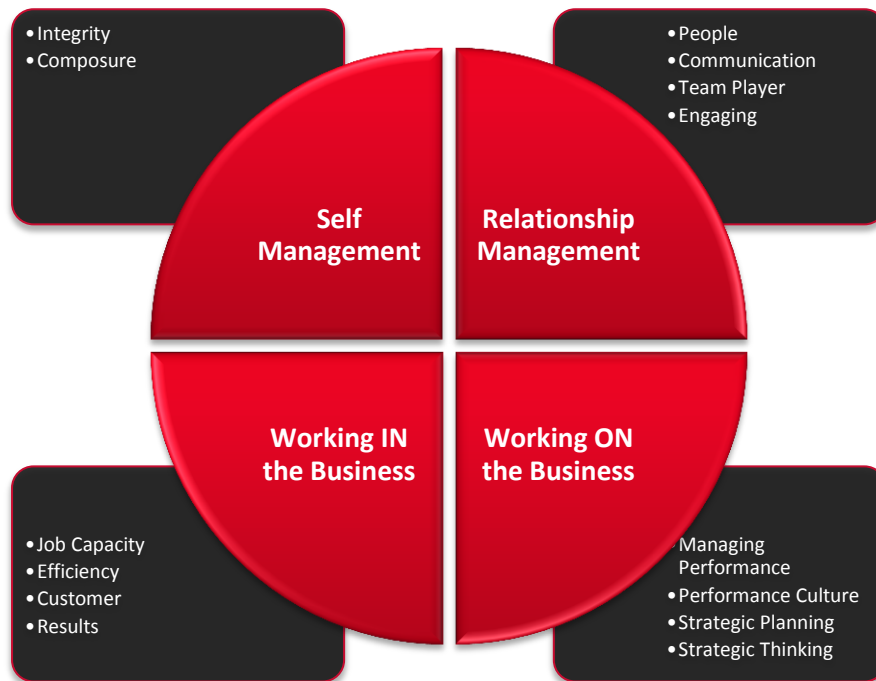 •Integrity
•Composure
•People
•Communication
•Team Player
•Engaging
Self
Management
Relationship
Management
Working IN
the Business
Working ON
the Business
•Job Capacity
•Efficiency
•Customer
•Results
•Managing
Performance
•Performance Culture
•Strategic Planning
•Strategic Thinking